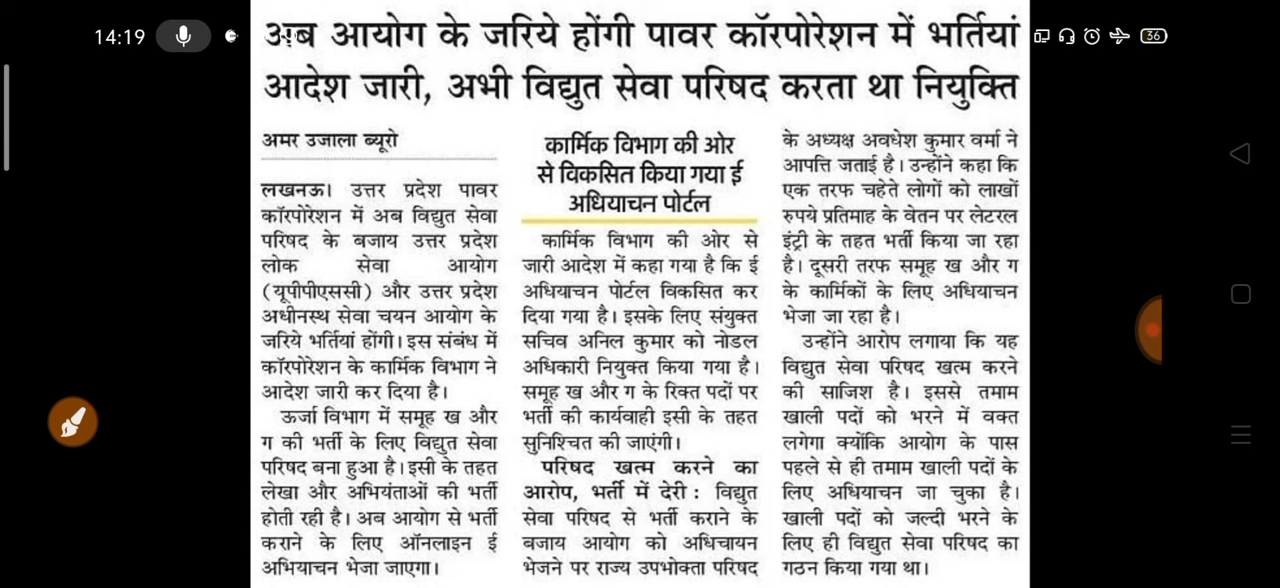 14:19
36
अब आयोग के जरिये होंगी पावर कॉरपोरेशन में भर्तियां
आदेश जारी, अभी विद्युत सेवा परिषद करता था नियुक्ति
अमर उजाला ब्यूरो
लखनऊ। उत्तर प्रदेश पावर
कॉरपोरेशन में अब विद्युत सेवा
परिषद के बजाय उत्तर प्रदेश
लोक सेवा आयोग
(यूपीपीएससी) और उत्तर प्रदेश
अधीनस्थ सेवा चयन आयोग के
जरिये भर्तियां होंगी। इस संबंध में
कॉरपोरेशन के कार्मिक विभाग ने
आदेश जारी कर दिया है।
ऊर्जा विभाग में समूह ख और
ग की भर्ती के लिए विद्युत सेवा
परिषद बना हुआ है। इसी के तहत
लेखा और अभियंताओं की भर्ती
होती रही है। अब आयोग से भर्ती
कराने के लिए ऑनलाइन ई
अभियाचन भेजा जाएगा।
कार्मिक विभाग की ओर
से विकसित किया गया ई
अधियाचन पोर्टल
कार्मिक विभाग की ओर से
जारी आदेश में कहा गया है कि ई
अधियाचन पोर्टल विकसित कर
दिया गया है। इसके लिए संयुक्त
सचिव अनिल कुमार को नोडल
अधिकारी नियुक्त किया गया है।
समूह ख और ग के रिक्त पदों पर
भर्ती की कार्यवाही इसी के तहत
सुनिश्चित की जाएंगी।
परिषद खत्म करने का
आरोप, भर्ती में देरी : विद्युत
सेवा परिषद से भर्ती कराने के
बजाय आयोग को अधिचायन
भेजने पर राज्य उपभोक्ता परिषद
के अध्यक्ष अवधेश कुमार वर्मा ने
आपत्ति जताई है। उन्होंने कहा कि
एक तरफ चहेते लोगों को लाखों
रुपये प्रतिमाह के वेतन पर लेटरल
इंट्री के तहत भर्ती किया जा रहा
है। दूसरी तरफ समूह ख और ग
के कार्मिकों के लिए अधियाचन
भेजा जा रहा है।
उन्होंने आरोप लगाया कि यह
विद्युत सेवा परिषद खत्म करने
की साजिश है। इससे तमाम
खाली पदों को भरने में वक्त
लगेगा क्योंकि आयोग के पास
पहले से ही तमाम खाली पदों के
लिए अधियाचन जा चुका है।
खाली पदों को जल्दी भरने के
लिए ही विद्युत सेवा परिषद का
गठन किया गया था।